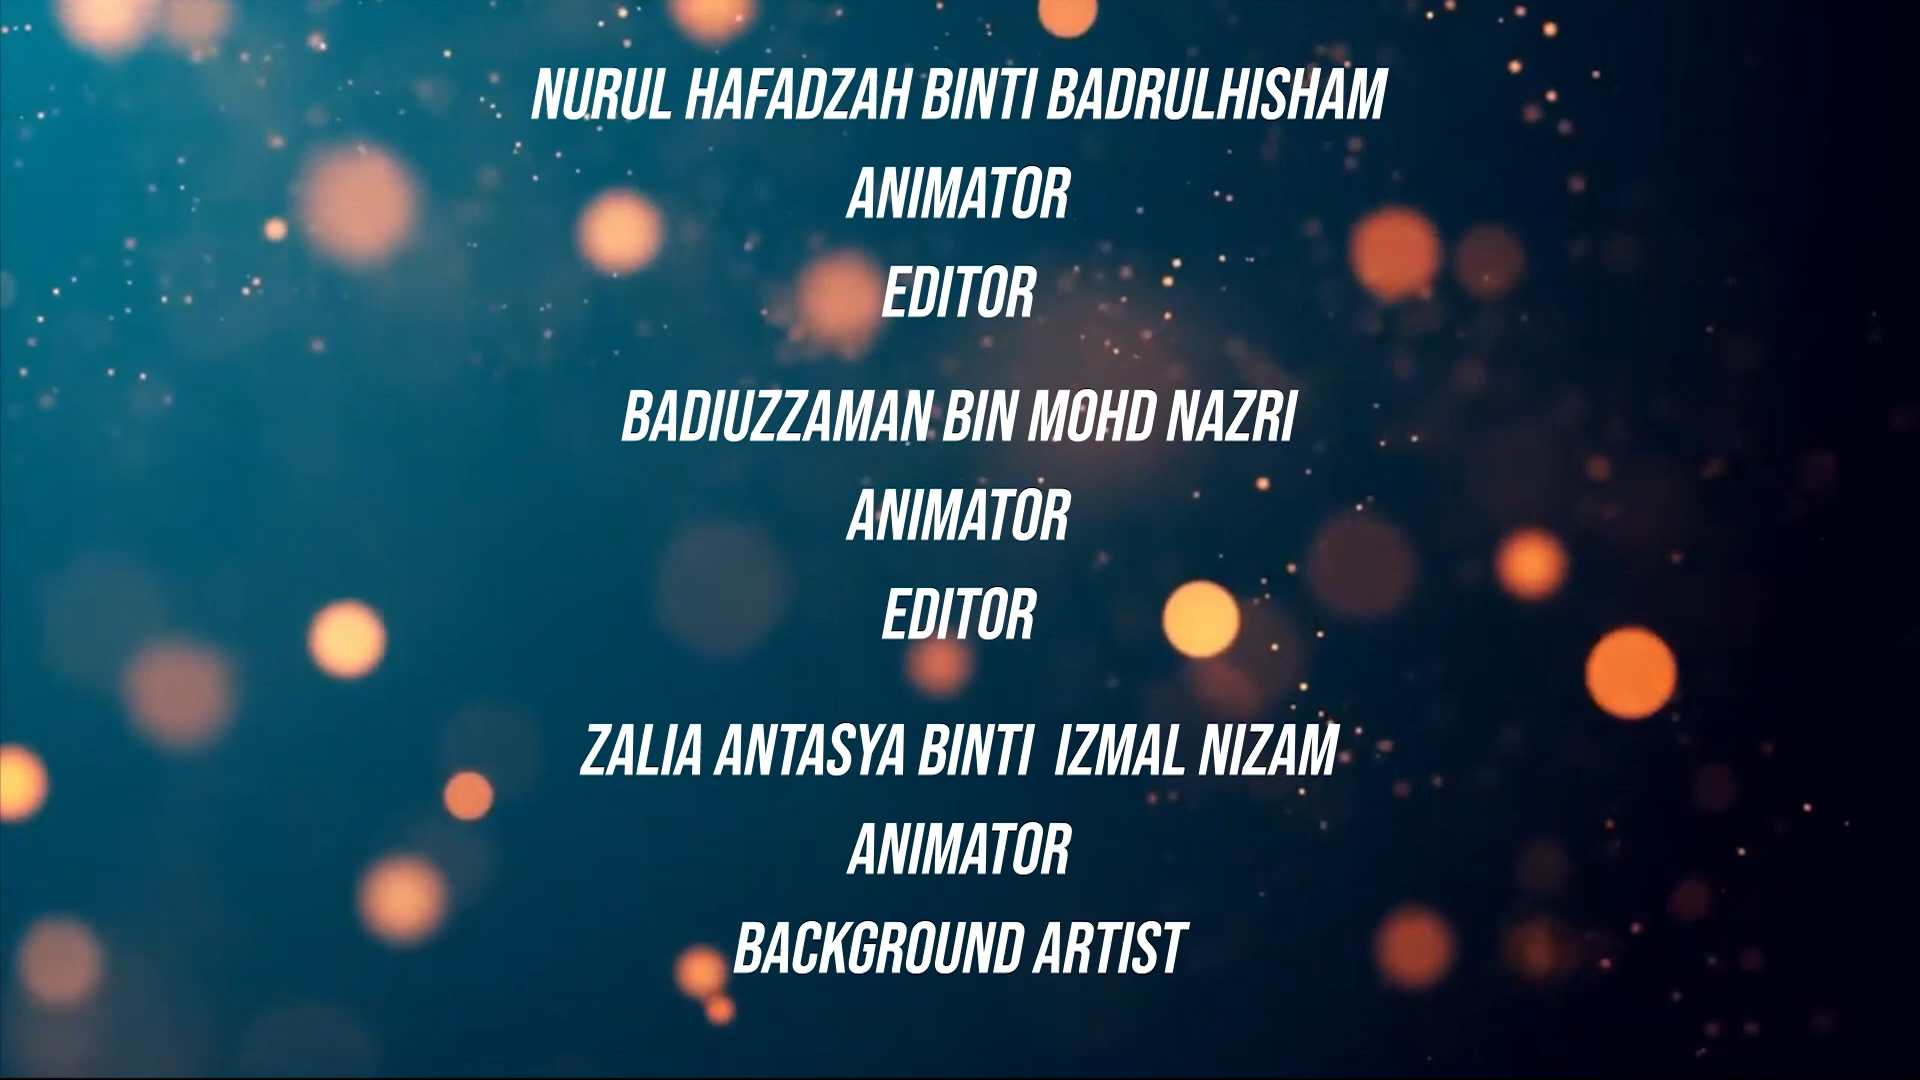 NURUL HAFADZAH BINTI BADRULHISHAM
ANIMATOR
EDITOR
BADIUZZAMAN BIN MOHD NAZRI
ANIMATOR
EDITOR
ZALIA ANTASYA BINTI IZMAL NIZAM
ANIMATOR
BACKGROUND ARTIST